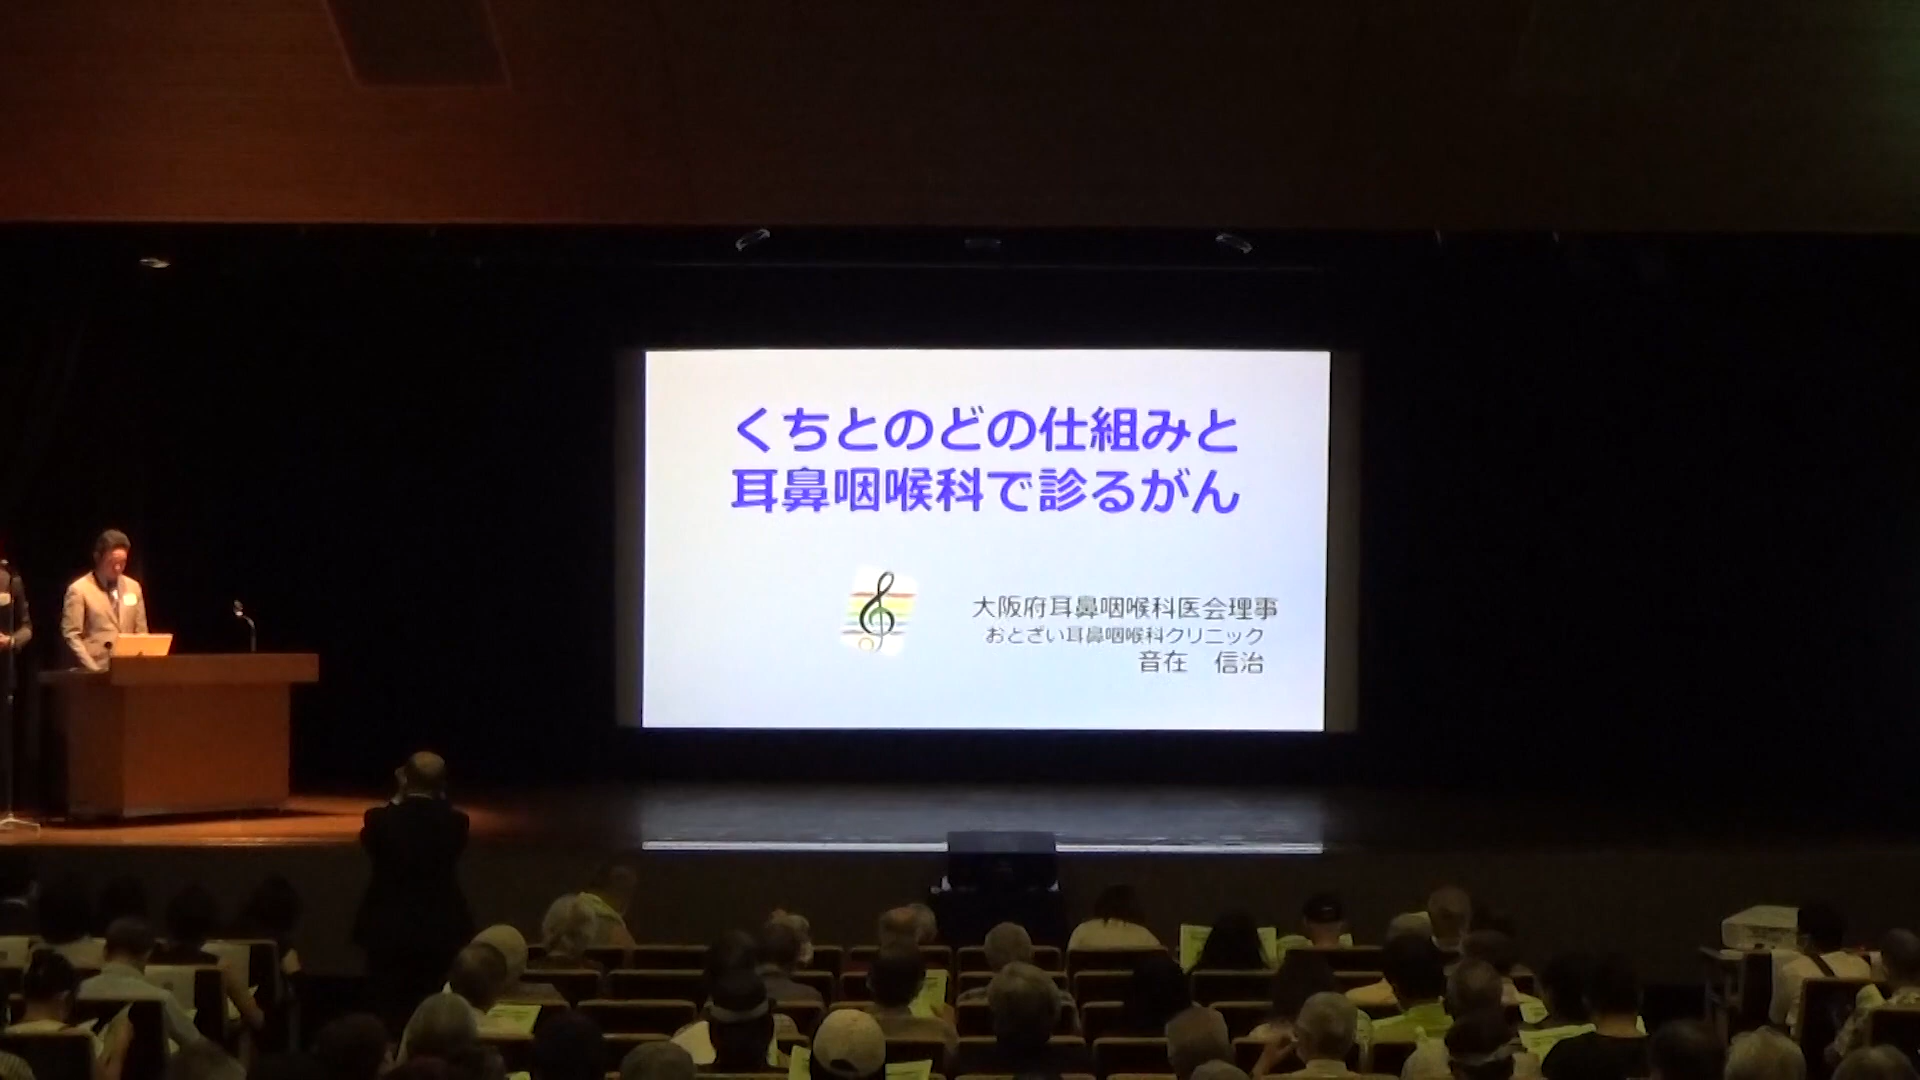 くちとのどの仕組みと
耳鼻咽喉科で診るがん
大阪府耳鼻咽喉科医会理事
おとざい耳鼻咽喉科クリニック
音在　信治